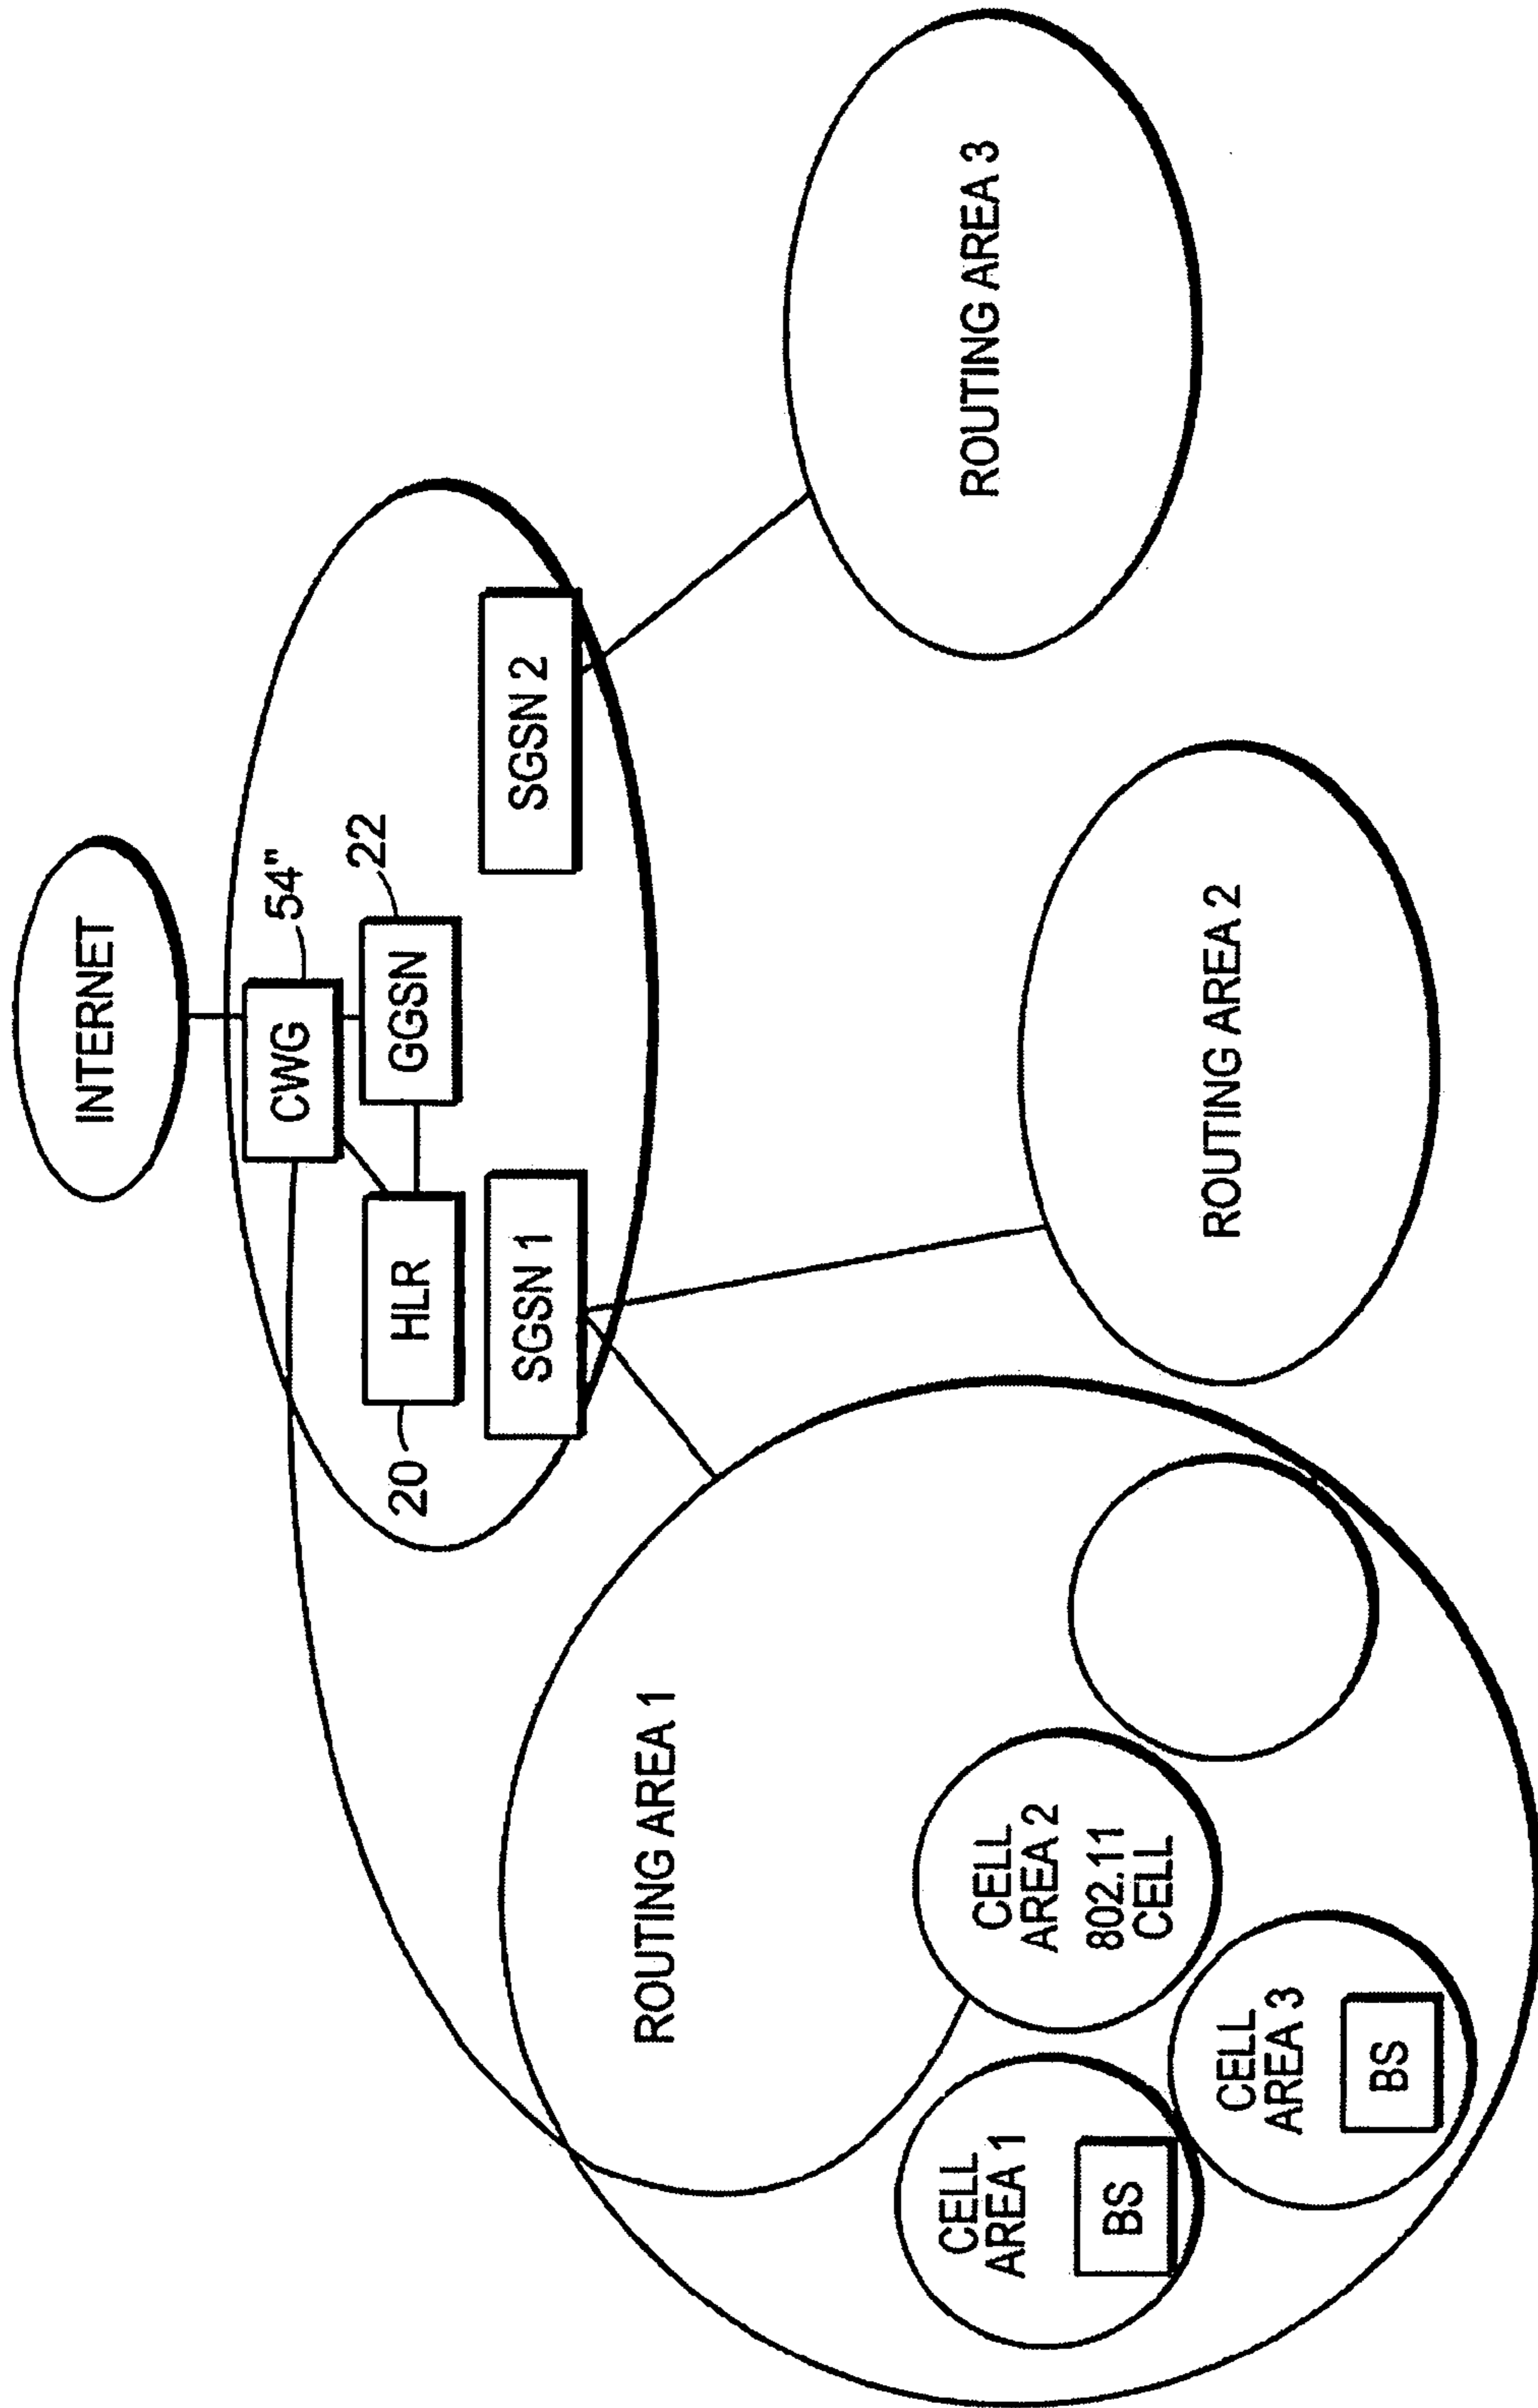 INTERNET
CWG
54"
HLR
GGSN
22
20
SGSN 1
SGSN 2
ROUTING AREA 1
ROUTING AREA 2
ROUTING AREA 3
CELL
AREA 1
BS
CELL
AREA 2
802.11
CELL
CELL
AREA 3
BS